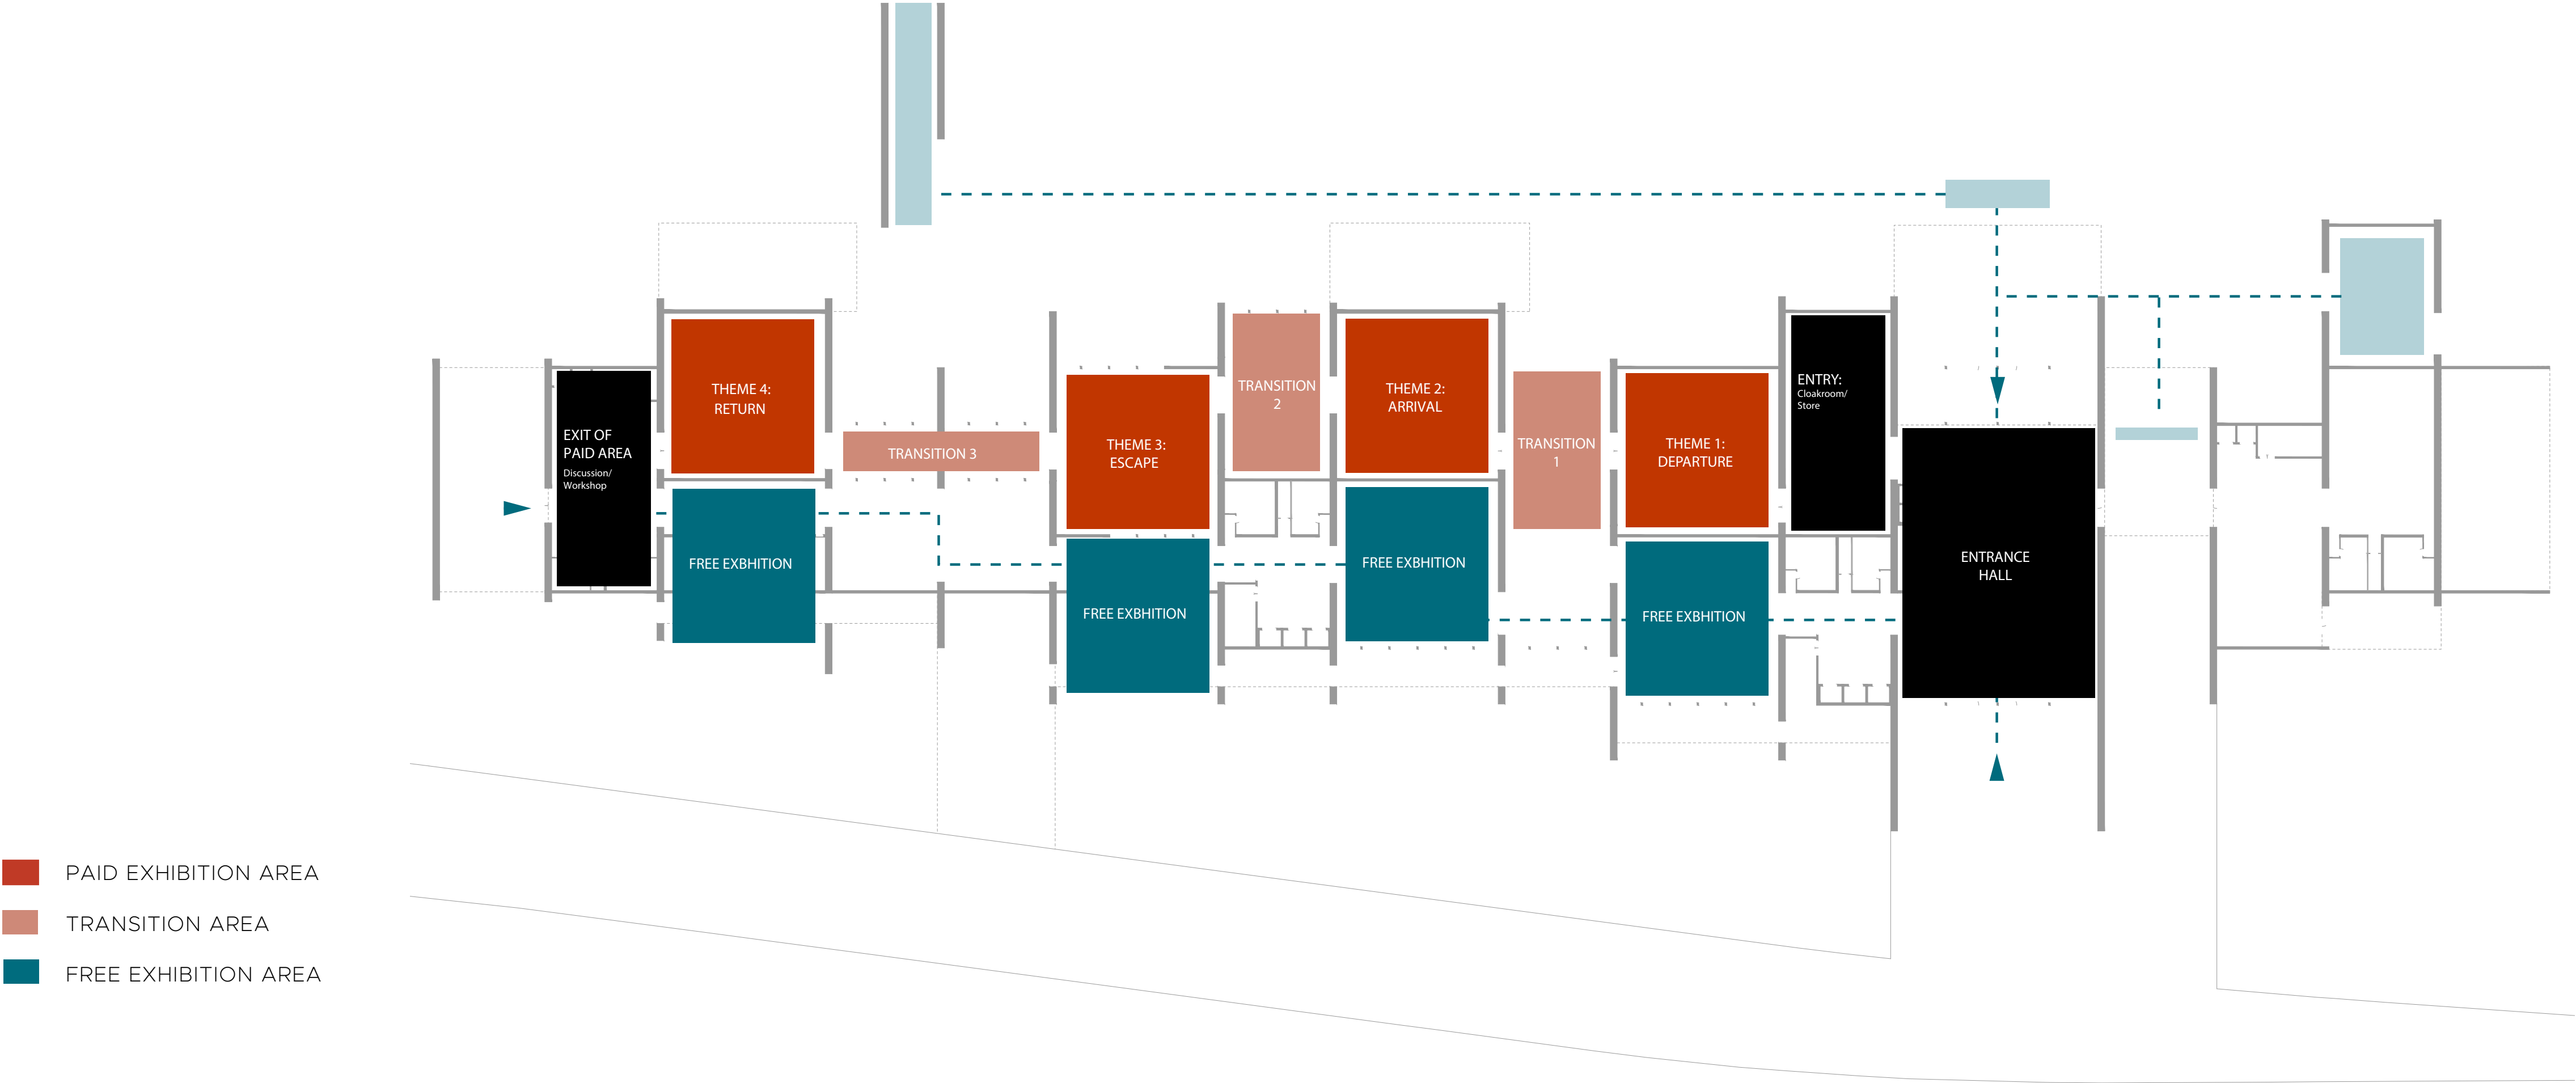 THEME 4:
RETURN
EXIT OF
PAID AREA
Discussion/
Workshop
FREE EXBHITION
TRANSITION 3
THEME 3:
ESCAPE
FREE EXBHITION
TRANSITION
2
THEME 2:
ARRIVAL
FREE EXBHITION
TRANSITION
1
THEME 1:
DEPARTURE
FREE EXBHITION
ENTRY:
Cloakroom/
Store
ENTRANCE
HALL
PAID EXHIBITION AREA
TRANSITION AREA
FREE EXHIBITION AREA